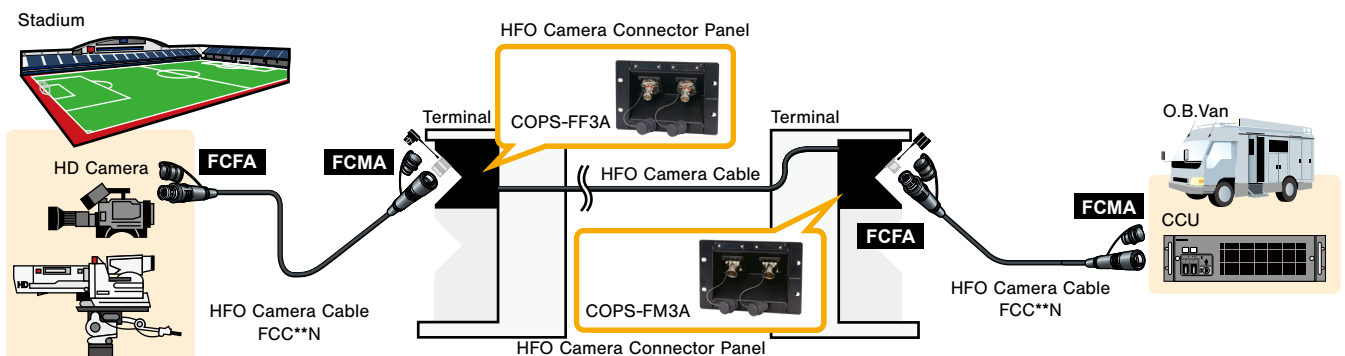 Stadium
HFO Camera Connector Panel
COPS-FF3A
Terminal
Terminal
O.B.Van
HD Camera
FCFA
FCMA
HFO Camera Cable
FCMA
CCU
FCFA
HD
HFO Camera Cable
FCC**N
COPS-FM3A
HFO Camera Cable
FCC**N
HFO Camera Connector Panel